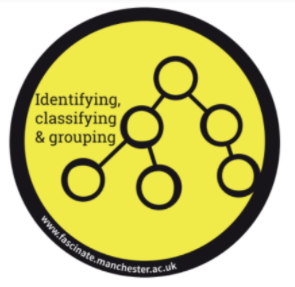 Identifying,
classifying
& grouping
www.fascinate.manchester.ac.uk